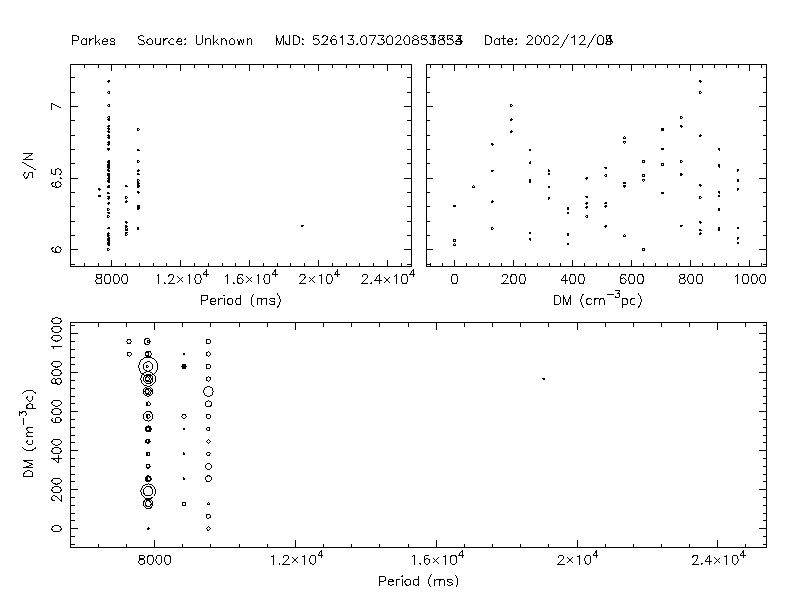 Parkes Source: Unknown MJD: Date:
S/N
7
6.5
6
8000 1.2×10⁴ 1.6×10⁴ 2×10⁴ 2.4×10⁴
Period (ms)
0 200 400 600 800 1000
DM (cm⁻³pc)
DM (cm⁻³pc)
1000
800
600
400
200
0
8000 1.2×10⁴ 1.6×10⁴ 2×10⁴ 2.4×10⁴
Period (ms)